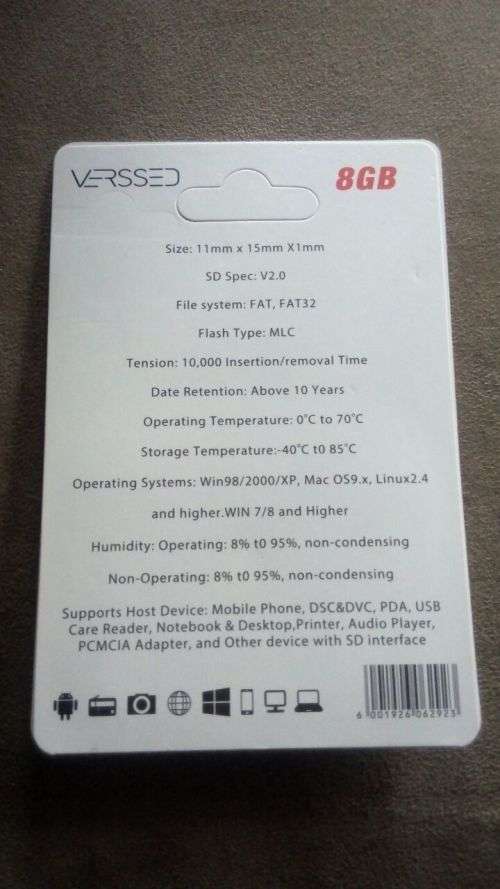 VERSSED
8GB
Size: 11mm x 15mm X1mm
SD Spec: V2.0
File system: FAT, FAT32
Flash Type: MLC
Tension: 10,000 Insertion/removal Time
Date Retention: Above 10 Years
Operating Temperature: 0°C to 70°C
Storage Temperature:-40°C t0 85°C
Operating Systems: Win98/2000/XP, Mac OS9.x, Linux2.4
and higher.WIN 7/8 and Higher
Humidity: Operating: 8% t0 95%, non-condensing
Non-Operating: 8% t0 95%, non-condensing
Supports Host Device: Mobile Phone, DSC&DVC, PDA, USB
Care Reader, Notebook & Desktop,Printer, Audio Player,
PCMCIA Adapter, and Other device with SD interface
6 001926 062923